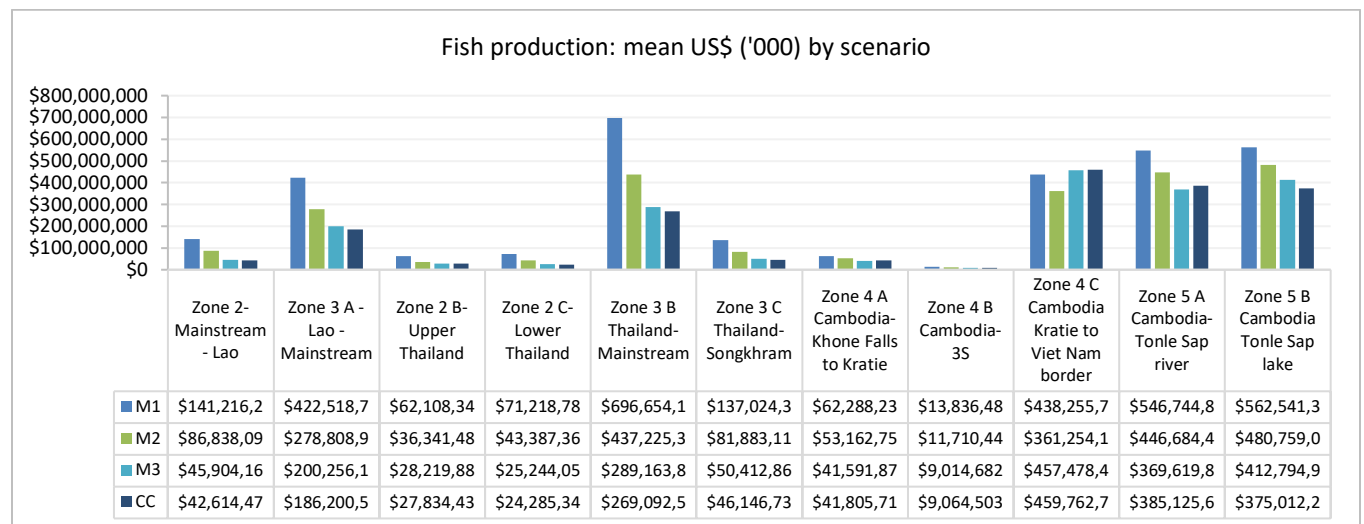 Fish production: mean US$ ('000) by scenario
$800,000,000
$700,000,000
$600,000,000
$500,000,000
$400,000,000
$300,000,000
$200,000,000
$100,000,000
$0
Zone 2-
Mainstream
- Lao
Zone 3 A -
Lao -
Mainstream
Zone 2 B-
Upper
Thailand
Zone 2 C-
Lower
Thailand
Zone 3 B
Thailand-
Mainstream
Zone 3 C
Thailand-
Songkhram
Zone 4 A
Cambodia-
Khone Falls
to Kratie
Zone 4 B
Cambodia-
3S
Zone 4 C
Cambodia
Kratie to
Viet Nam
border
Zone 5 A
Cambodia-
Tonle Sap
river
Zone 5 B
Cambodia
Tonle Sap
lake
M1 $141,216,2 $422,518,7 $62,108,34 $71,218,78 $696,654,1 $137,024,3 $62,288,23 $13,836,48 $438,255,7 $546,744,8 $562,541,3
M2 $86,838,09 $278,808,9 $36,341,48 $43,387,36 $437,225,3 $81,883,11 $53,162,75 $11,710,44 $361,254,1 $446,684,4 $480,759,0
M3 $45,904,16 $200,256,1 $28,219,88 $25,244,05 $289,163,8 $50,412,86 $41,591,87 $9,014,682 $457,478,4 $369,619,8 $412,794,9
CC $42,614,47 $186,200,5 $27,834,43 $24,285,34 $269,092,5 $46,146,73 $41,805,71 $9,064,503 $459,762,7 $385,125,6 $375,012,2